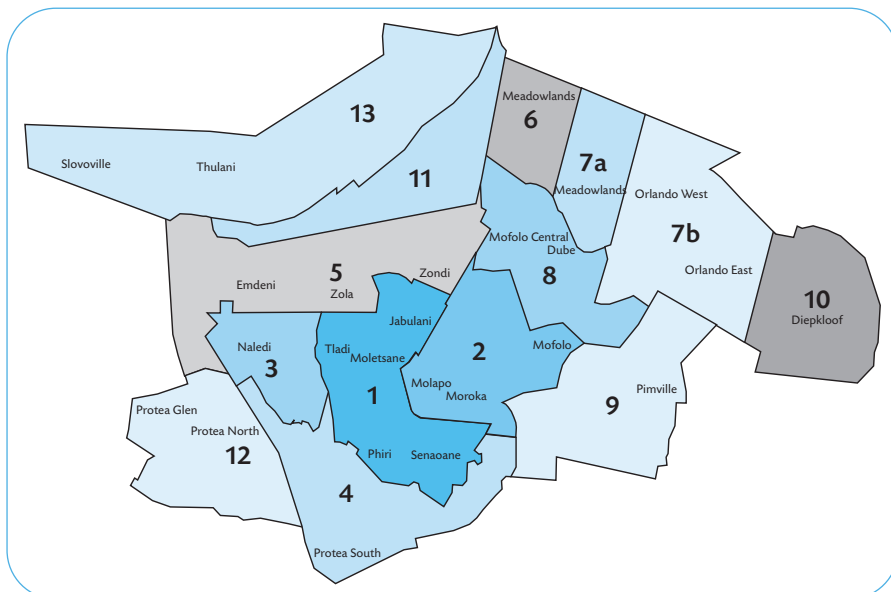 Meadowlands
6
13
7a
Slovoville
Thulani
11
Meadowlands
Orlando West
Mofolo Central
7b
Dube
Zondi
5
8
Orlando East
Emdeni
Zola
10
Jabulani
Diepkloof
Naledi
Tladi
2
Mofolo
Moletsane
3
Molapo
Pimville
1
Moroka
9
Protea Glen
Protea North
12
Phiri
Senaoane
4
Protea South